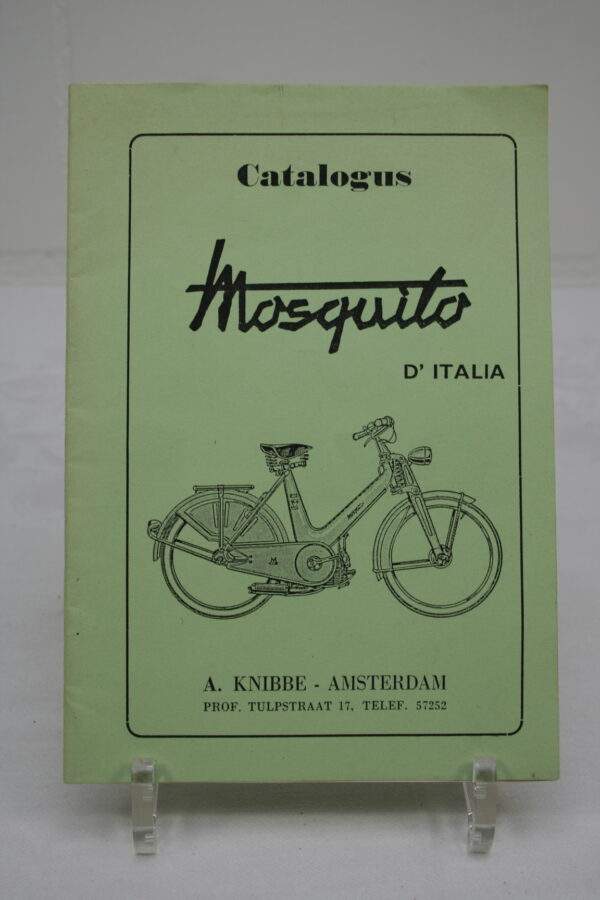 Catalogus
Mosquito
D' ITALIA
A. KNIBBE - AMSTERDAM
PROF. TULPSTRAAT 17, TELEF. 57252